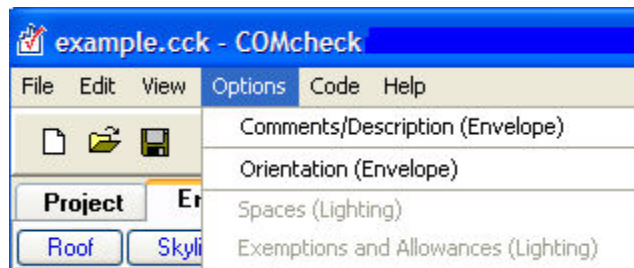 example.cck - COMcheck
File Edit View Options Code Help
Comments/Description (Envelope)
Orientation (Envelope)
Project
Spaces (Lighting)
Roof
Exemptions and Allowances (Lighting)